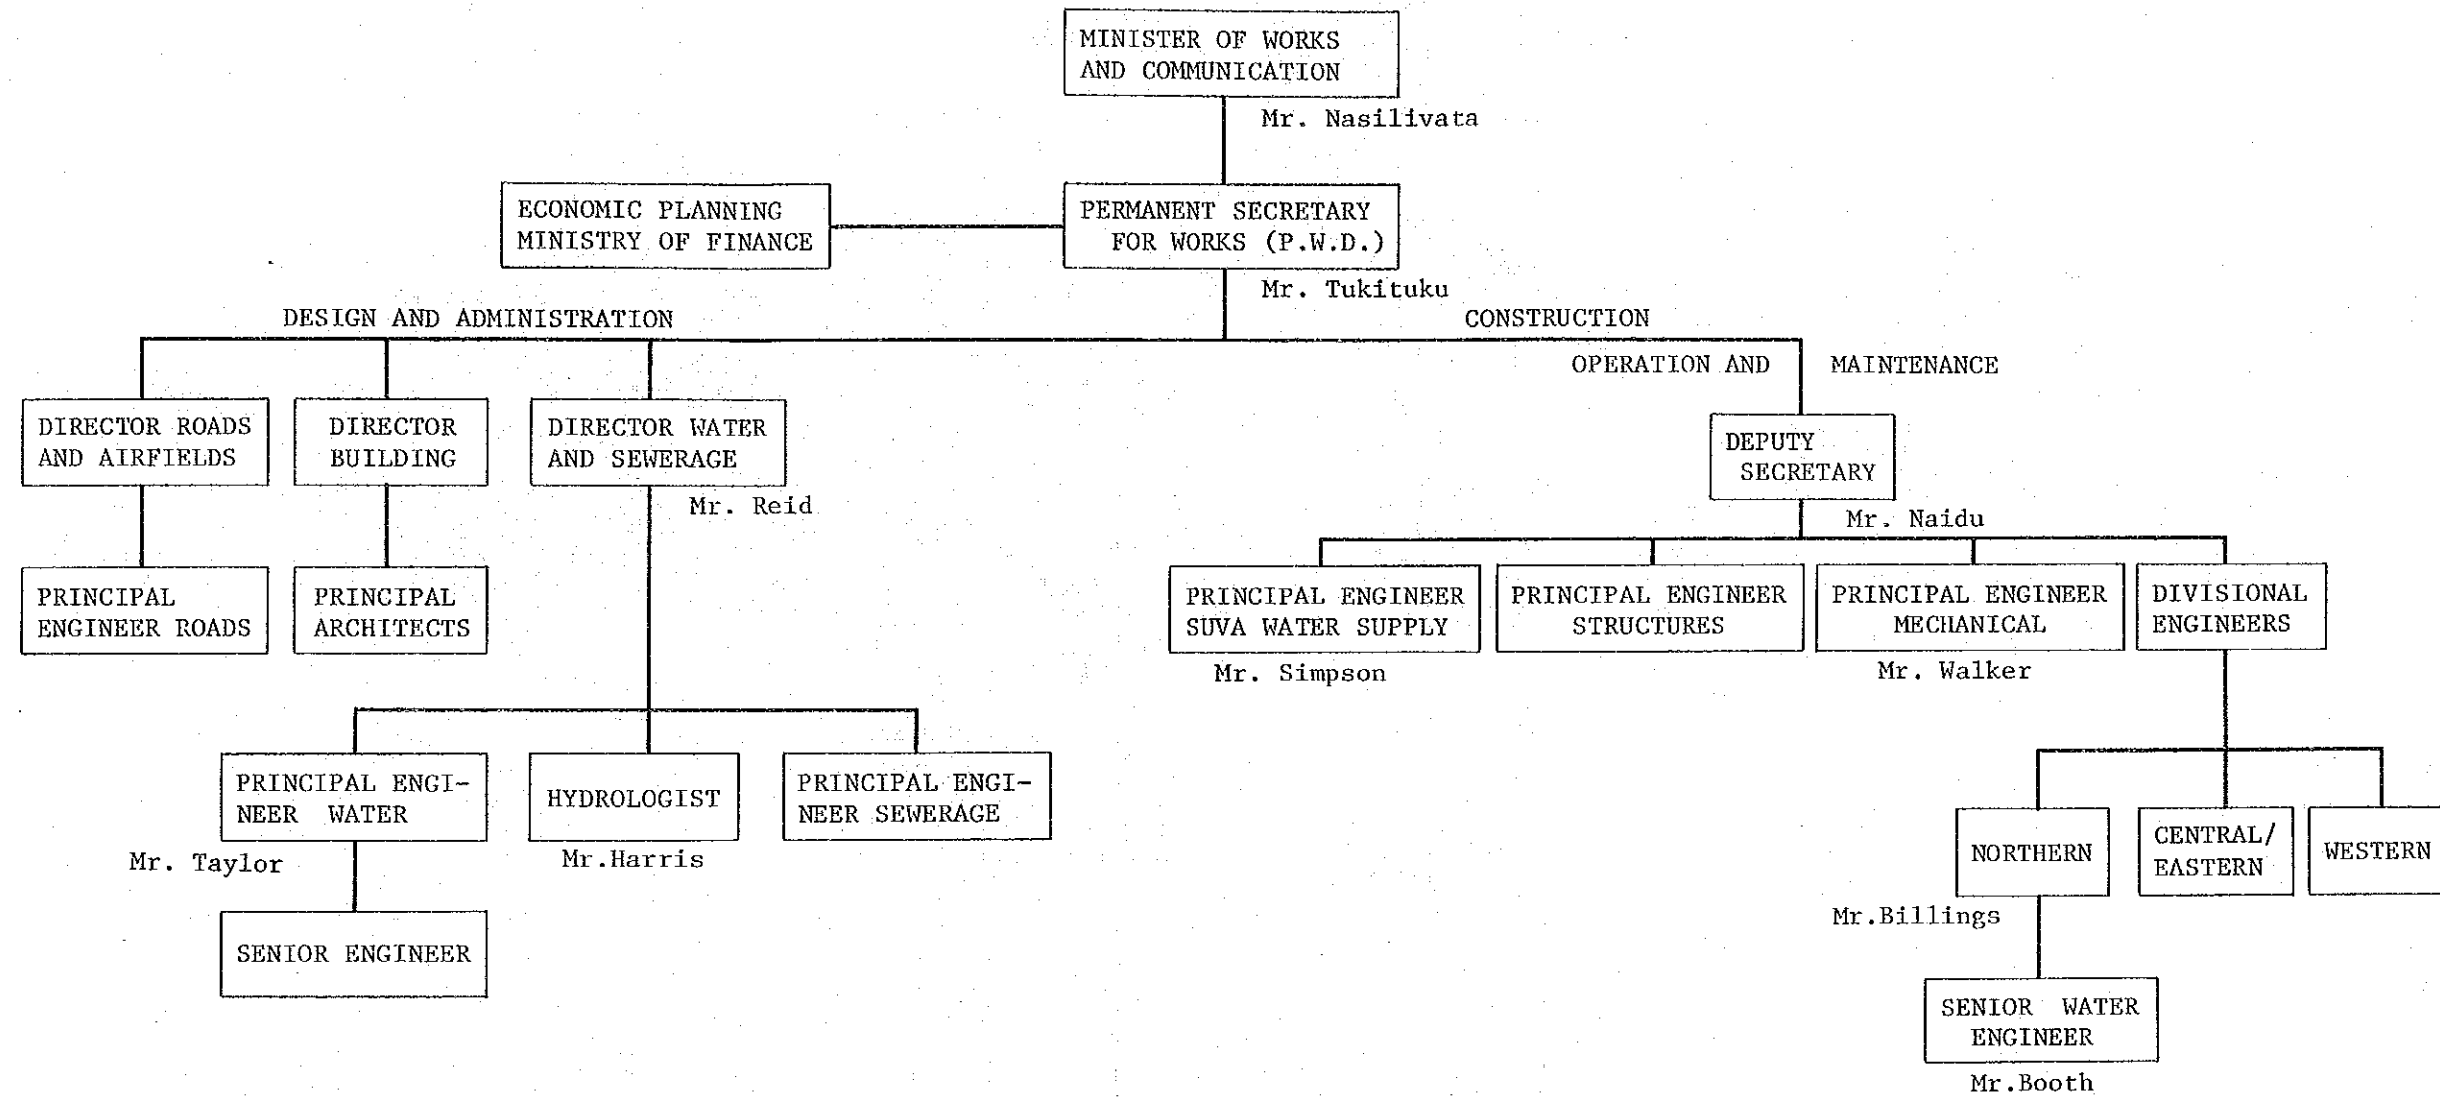 MINISTER OF WORKS
AND COMMUNICATION
Mr. Nasilivata
ECONOMIC PLANNING
MINISTRY OF FINANCE
PERMANENT SECRETARY
FOR WORKS (P.W.D.)
Mr. Tukituku
DESIGN AND ADMINISTRATION
CONSTRUCTION
OPERATION AND MAINTENANCE
DIRECTOR ROADS
AND AIRFIELDS
DIRECTOR
BUILDING
DIRECTOR WATER
AND SEWERAGE
Mr. Reid
DEPUTY
SECRETARY
Mr. Naidu
PRINCIPAL
ENGINEER ROADS
PRINCIPAL
ARCHITECTS
PRINCIPAL ENGINEER
SUVA WATER SUPPLY
Mr. Simpson
PRINCIPAL ENGINEER
STRUCTURES
PRINCIPAL ENGINEER
MECHANICAL
Mr. Walker
DIVISIONAL
ENGINEERS
PRINCIPAL ENGI-
NEER WATER
Mr. Taylor
HYDROLOGIST
Mr.Harris
PRINCIPAL ENGI-
NEER SEWERAGE
SENIOR ENGINEER
NORTHERN
Mr.Billings
CENTRAL/
EASTERN
WESTERN
SENIOR WATER
ENGINEER
Mr.Booth